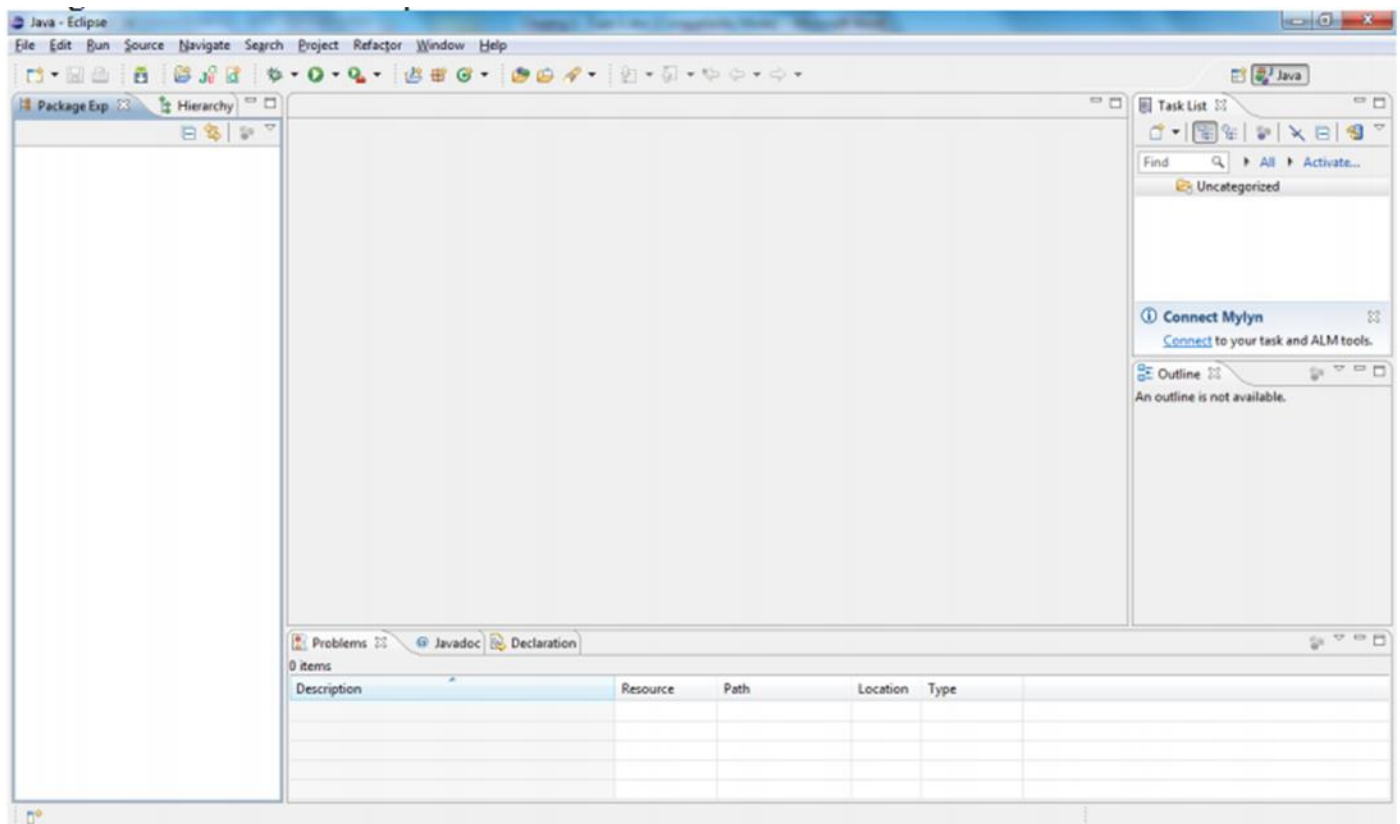 Java - Eclipse
File Edit Run Source Navigate Search Project Refactor Window Help
Java
Package Exp
Hierarchy
Task List
Find
All
Activate...
Uncategorized
Connect Mylyn
Connect to your task and ALM tools.
Outline
An outline is not available.
Problems
Javadoc
Declaration
0 items
Description Resource Path Location Type